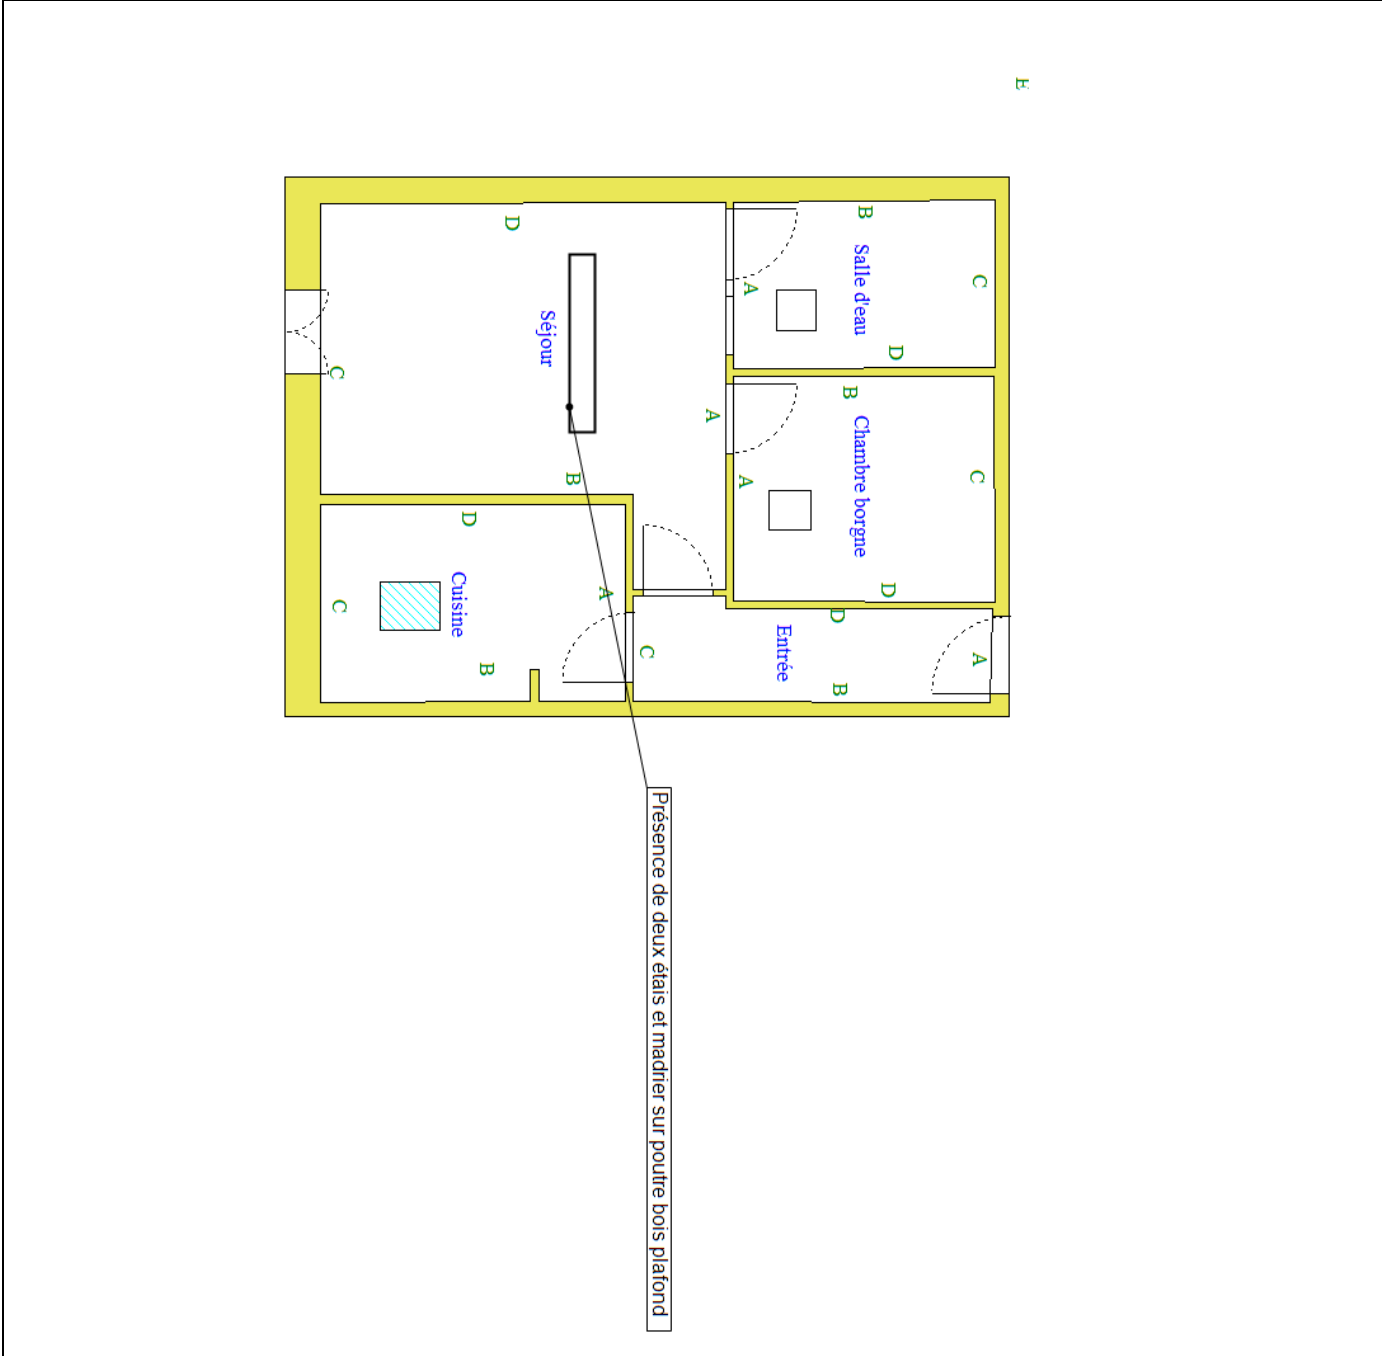 E
C
C
A
D
D
B
Salle d'eau
B
Chambre borgne
D
B
Entrée
A
A
A
Présence de deux étais et madrier sur poutre bois plafond
C
A
B
Séjour
D
B
D
Cuisine
C
C